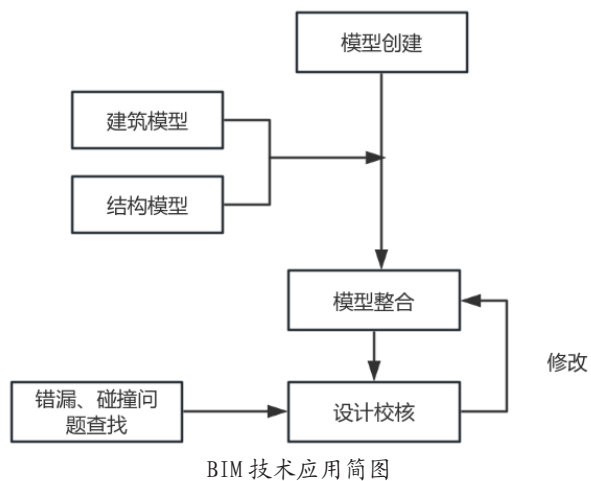 模型创建
建筑模型
结构模型
模型整合
修改
错漏、碰撞问
题查找
设计校核
BIM技术应用简图